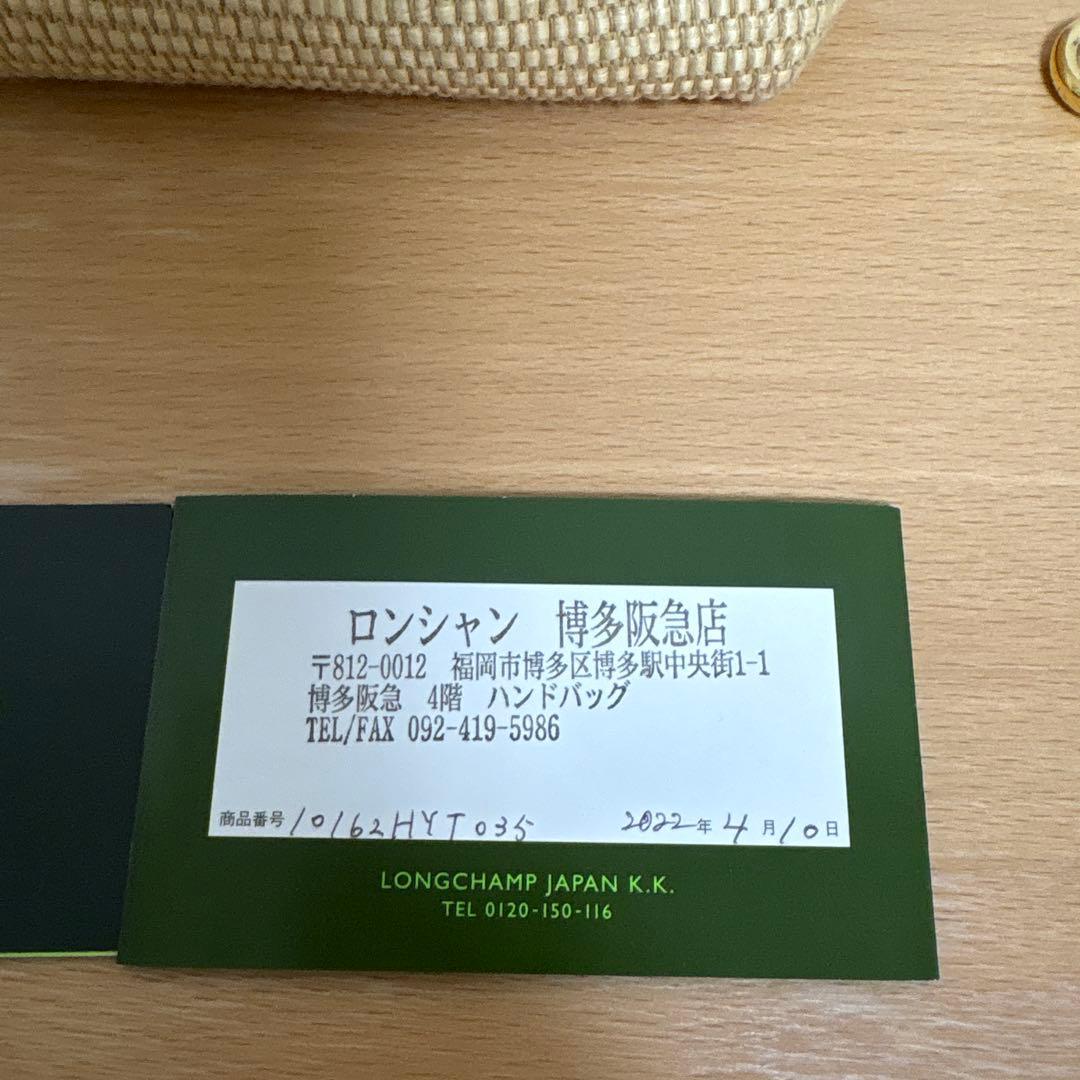 ロンシャン 博多阪急店
〒812-0012 福岡市博多区博多駅中央街1-1
博多阪急 4階 ハンドバッグ
TEL/FAX 092-419-5986
商品番号 10162HYT035 2022年4月10日
LONGCHAMP JAPAN K.K.
TEL 0120-150-116